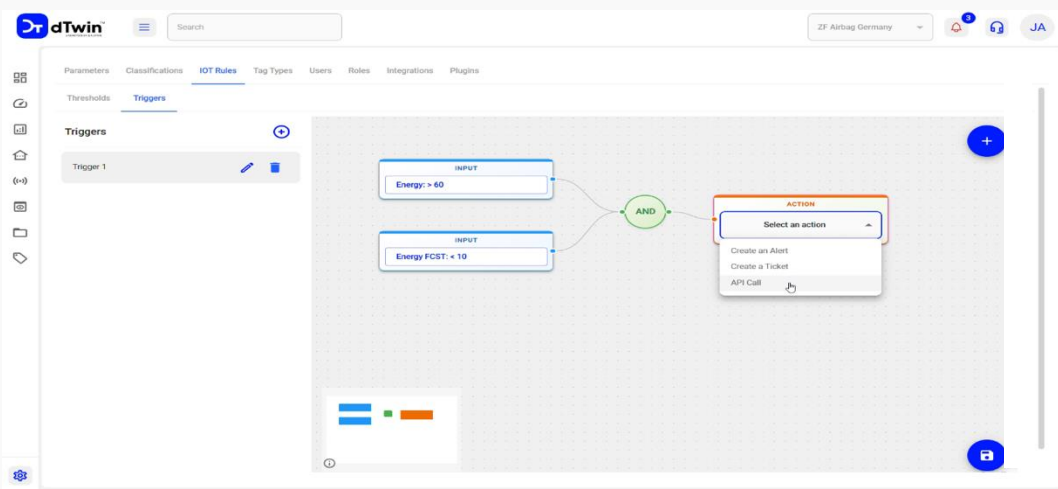 dTwin
Search
ZF Airbag Germany
3
JA
Parameters Classifications IOT Rules Tag Types Users Roles Integrations Plugins
Thresholds Triggers
Triggers
Trigger 1
INPUT
Energy: > 60
INPUT
Energy FCST: < 10
AND
ACTION
Select an action
Create an Alert
Create a Ticket
API Call